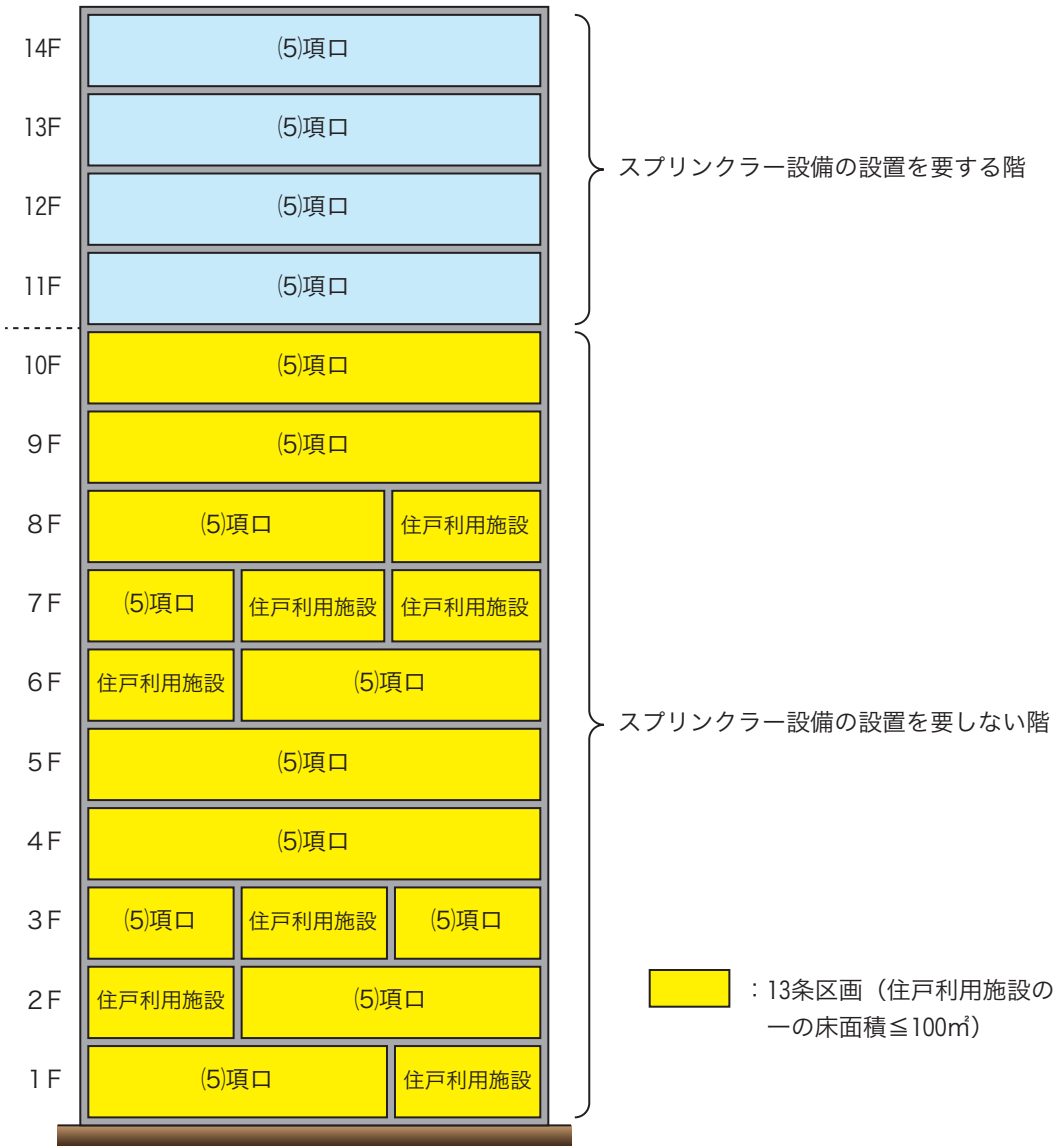 14F
⑸項ロ
13F
⑸項ロ
スプリンクラー設備の設置を要する階
12F
⑸項ロ
11F
⑸項ロ
10F
⑸項ロ
9F
⑸項ロ
8F
⑸項ロ
住戸利用施設
7F
⑸項ロ
住戸利用施設
住戸利用施設
6F
住戸利用施設
⑸項ロ
スプリンクラー設備の設置を要しない階
5F
⑸項ロ
4F
⑸項ロ
3F
⑸項ロ
住戸利用施設
⑸項ロ
2F
住戸利用施設
⑸項ロ
1F
⑸項ロ
住戸利用施設
：13条区画（住戸利用施設の
一の床面積≦100㎡）